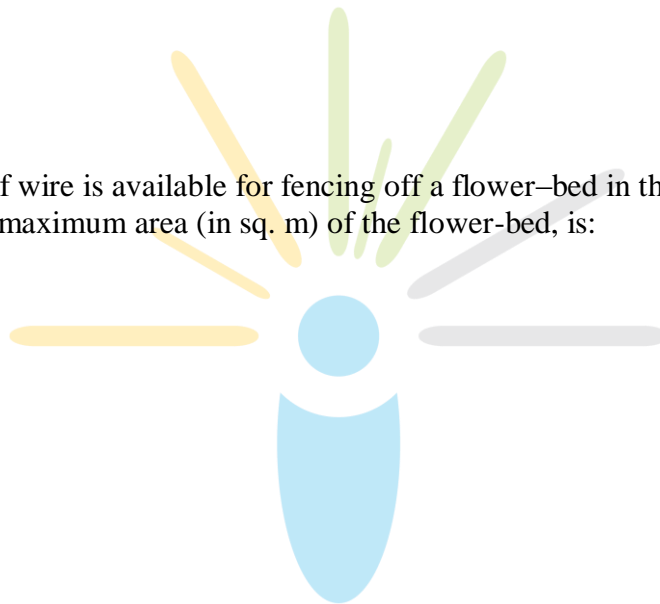 f wire is available for fencing off a flower–bed in th
maximum area (in sq. m) of the flower-bed, is: